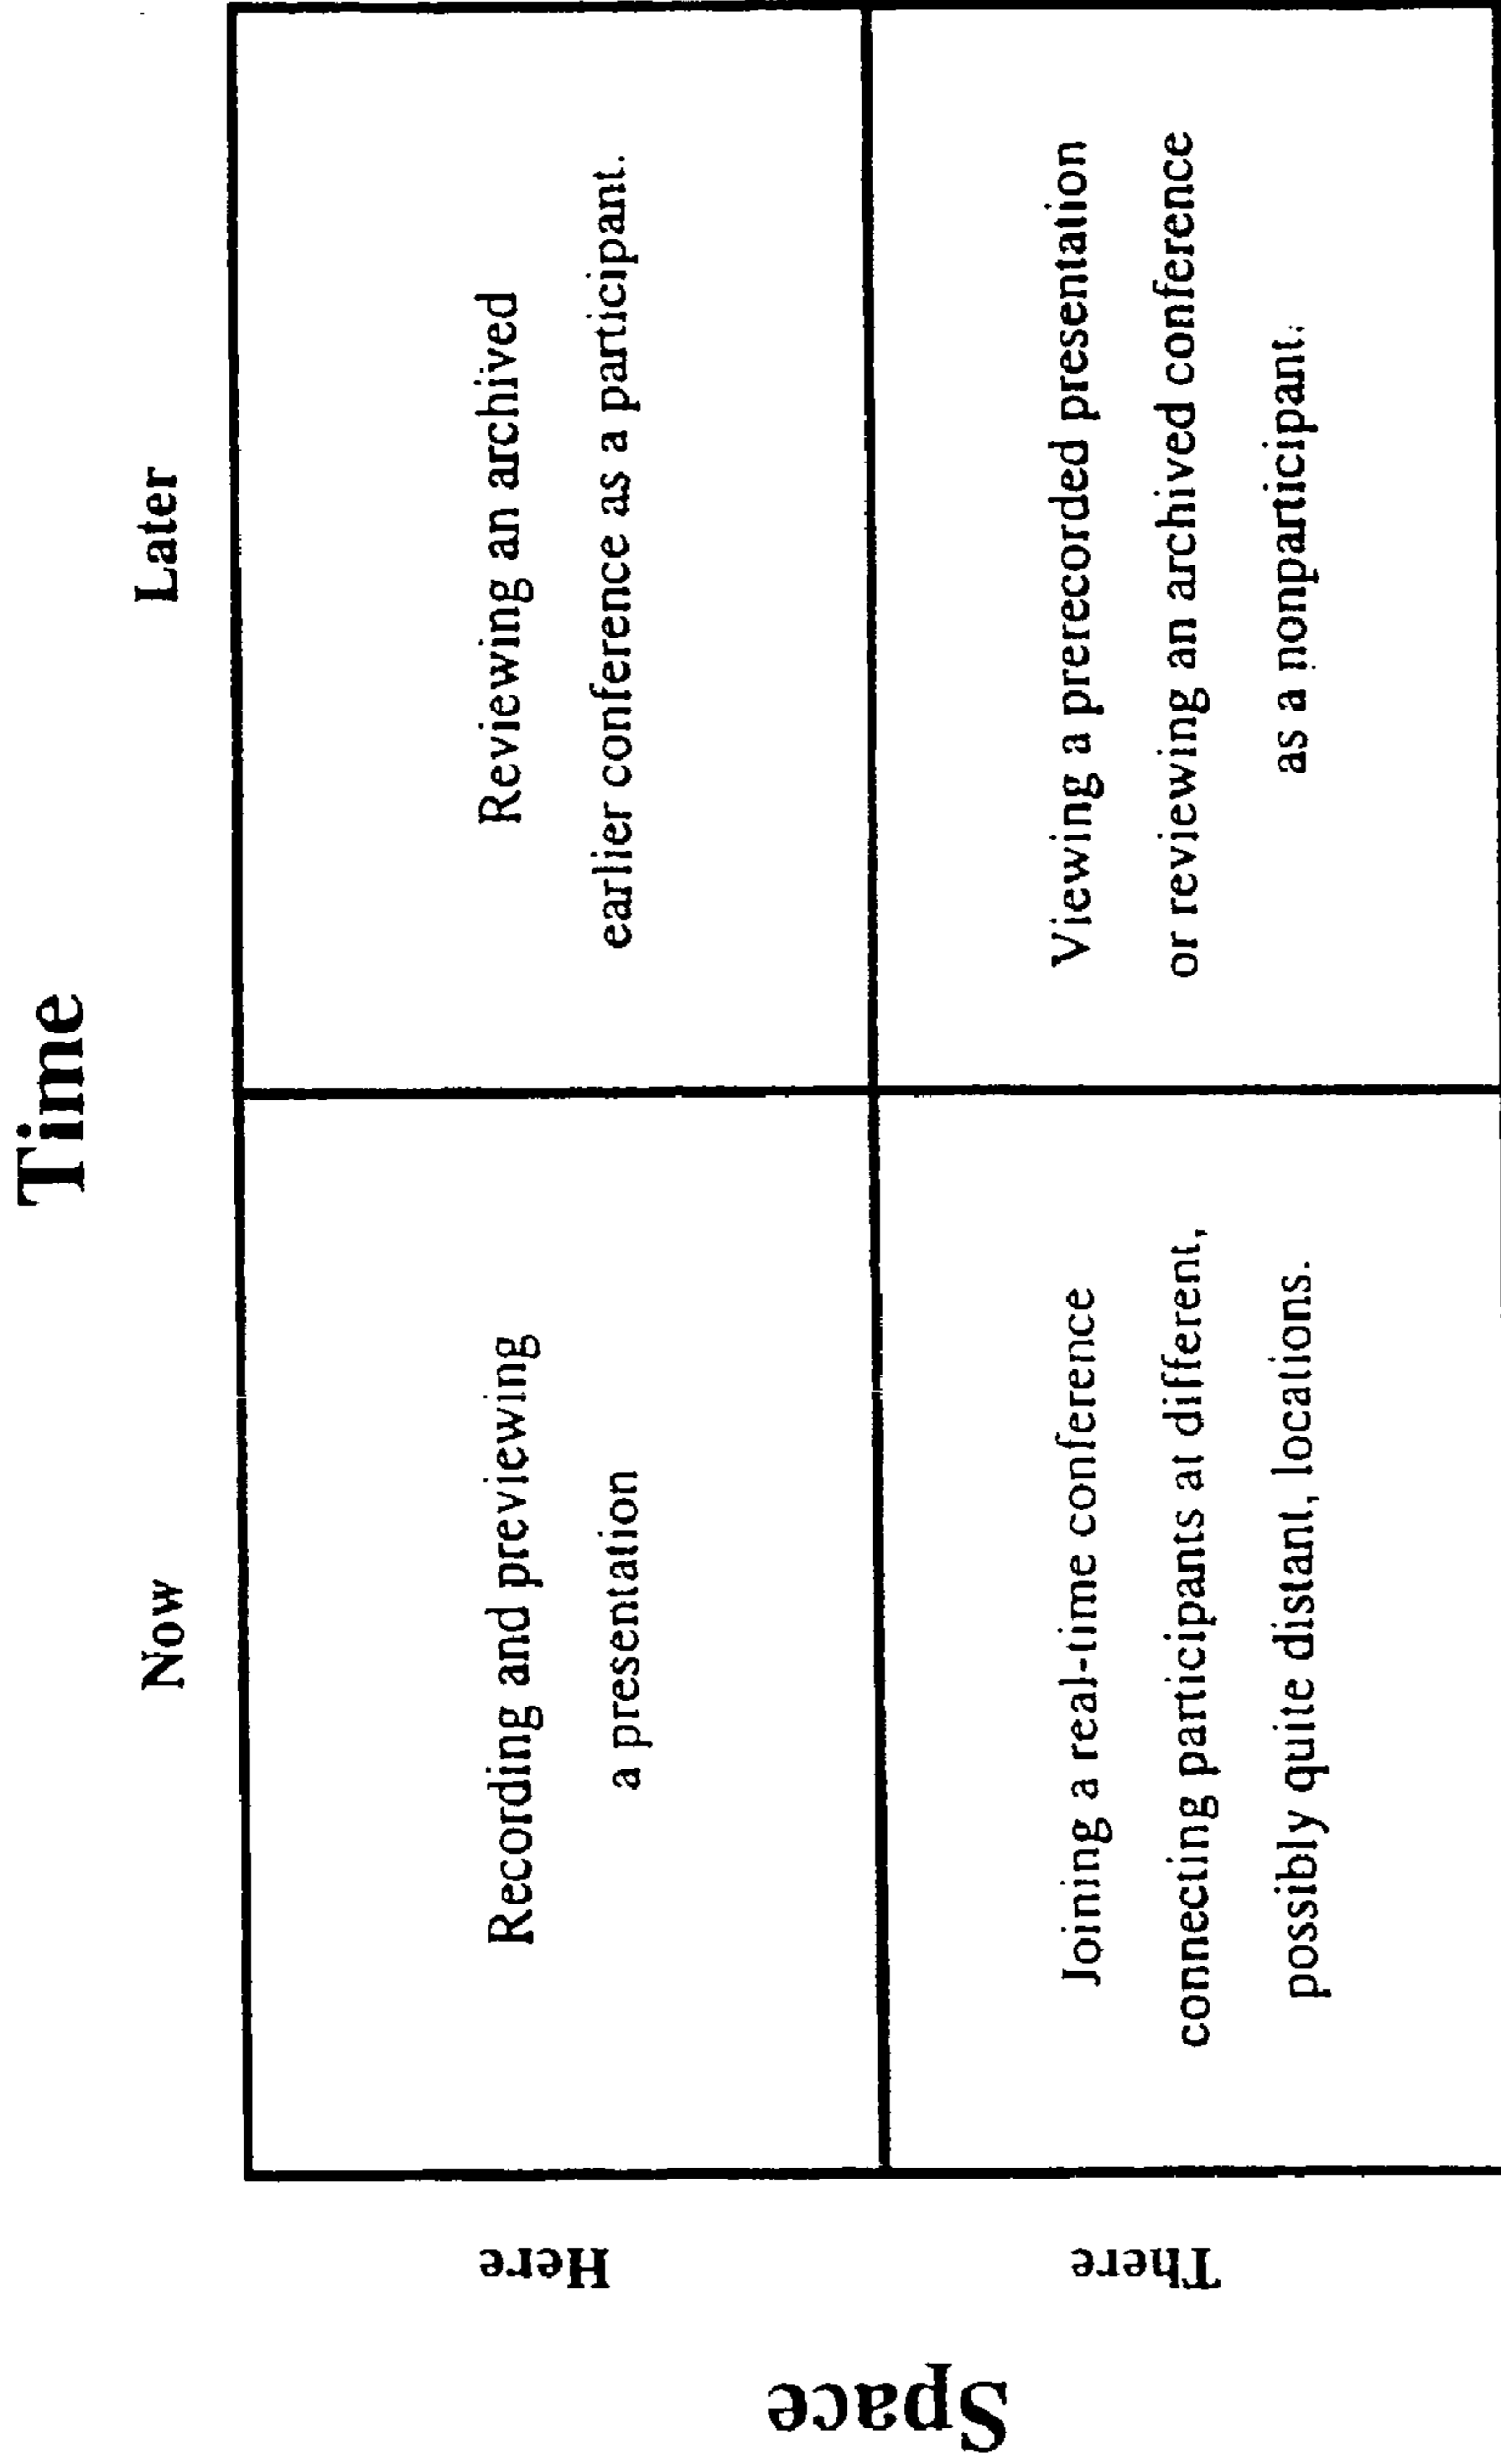 Time
Now
Later
Space
Here
Recording and previewing
a presentation
Reviewing an archived
earlier conference as a participant.
There
Joining a real-time conference
connecting participants at different,
possibly quite distant, locations.
Viewing a prerecorded presentation
or reviewing an archived conference
as a nonparticipant.